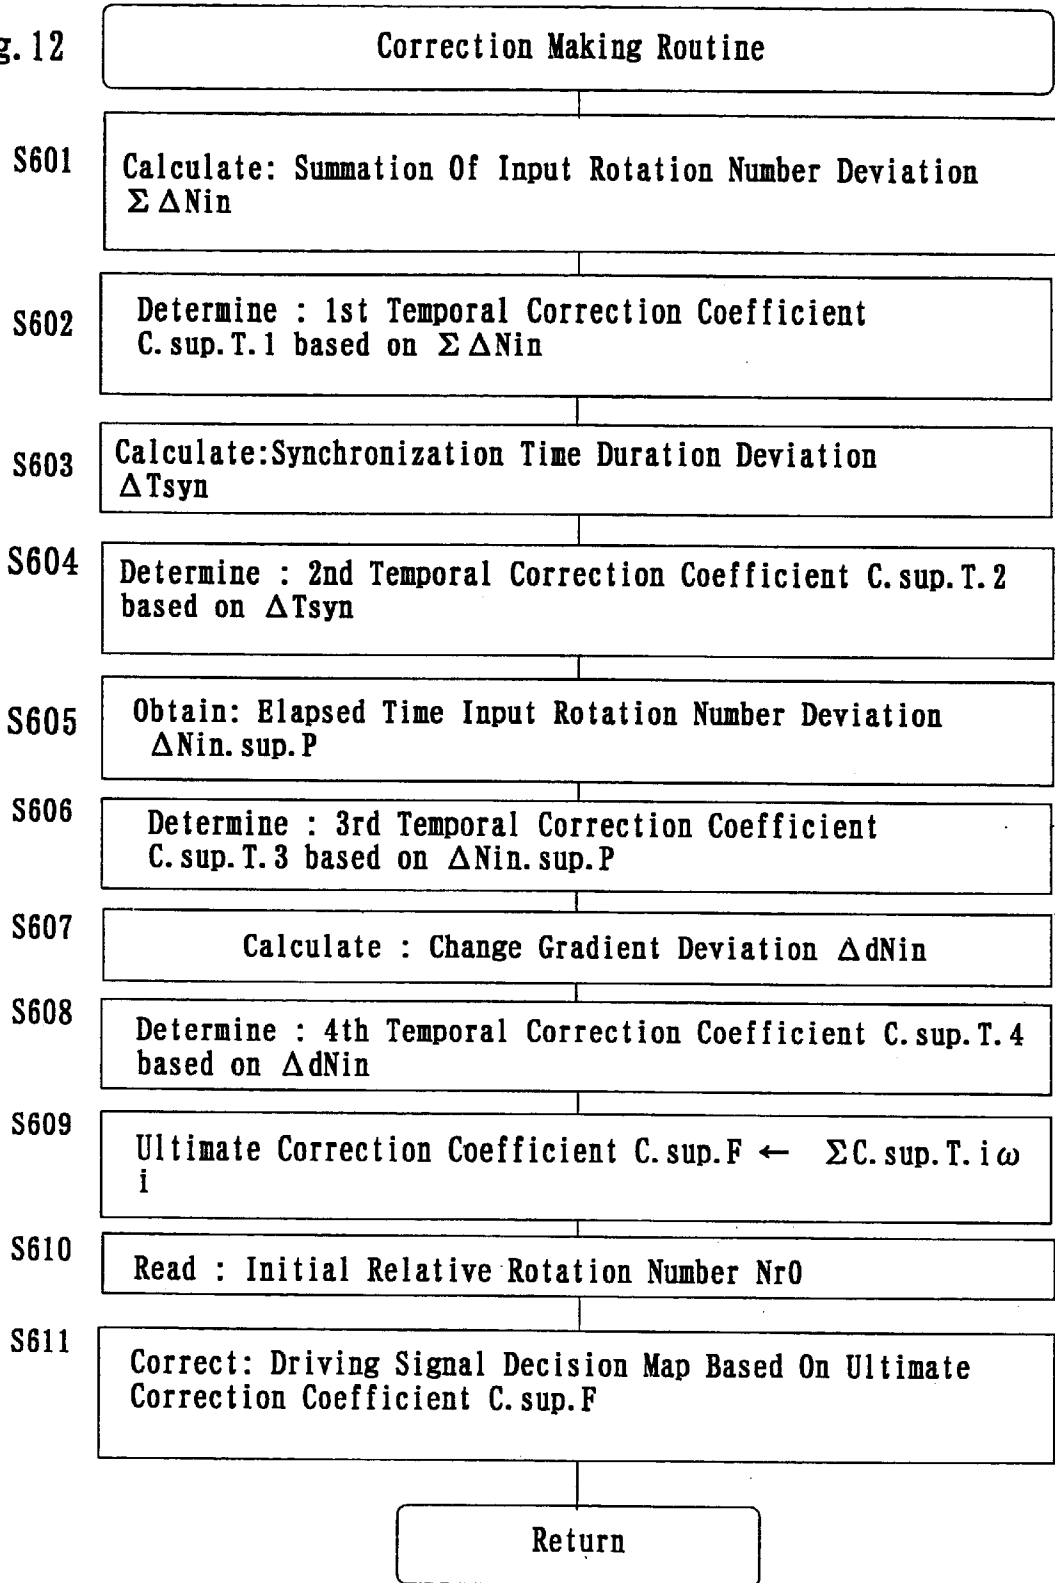 g. 12
Correction Making Routine
S601
Calculate: Summation Of Input Rotation Number Deviation
Σ ΔNin
S602
Determine : 1st Temporal Correction Coefficient
C.sup.T.1 based on Σ ΔNin
S603
Calculate:Synchronization Time Duration Deviation
ΔTsyn
S604
Determine : 2nd Temporal Correction Coefficient C.sup.T.2
based on ΔTsyn
S605
Obtain: Elapsed Time Input Rotation Number Deviation
ΔNin.sup.P
S606
Determine : 3rd Temporal Correction Coefficient
C.sup.T.3 based on ΔNin.sup.P
S607
Calculate : Change Gradient Deviation ΔdNin
S608
Determine : 4th Temporal Correction Coefficient C.sup.T.4
based on ΔdNin
S609
Ultimate Correction Coefficient C.sup.F ← ΣC.sup.T.iω
i
S610
Read : Initial Relative Rotation Number Nr0
S611
Correct: Driving Signal Decision Map Based On Ultimate
Correction Coefficient C.sup.F
Return